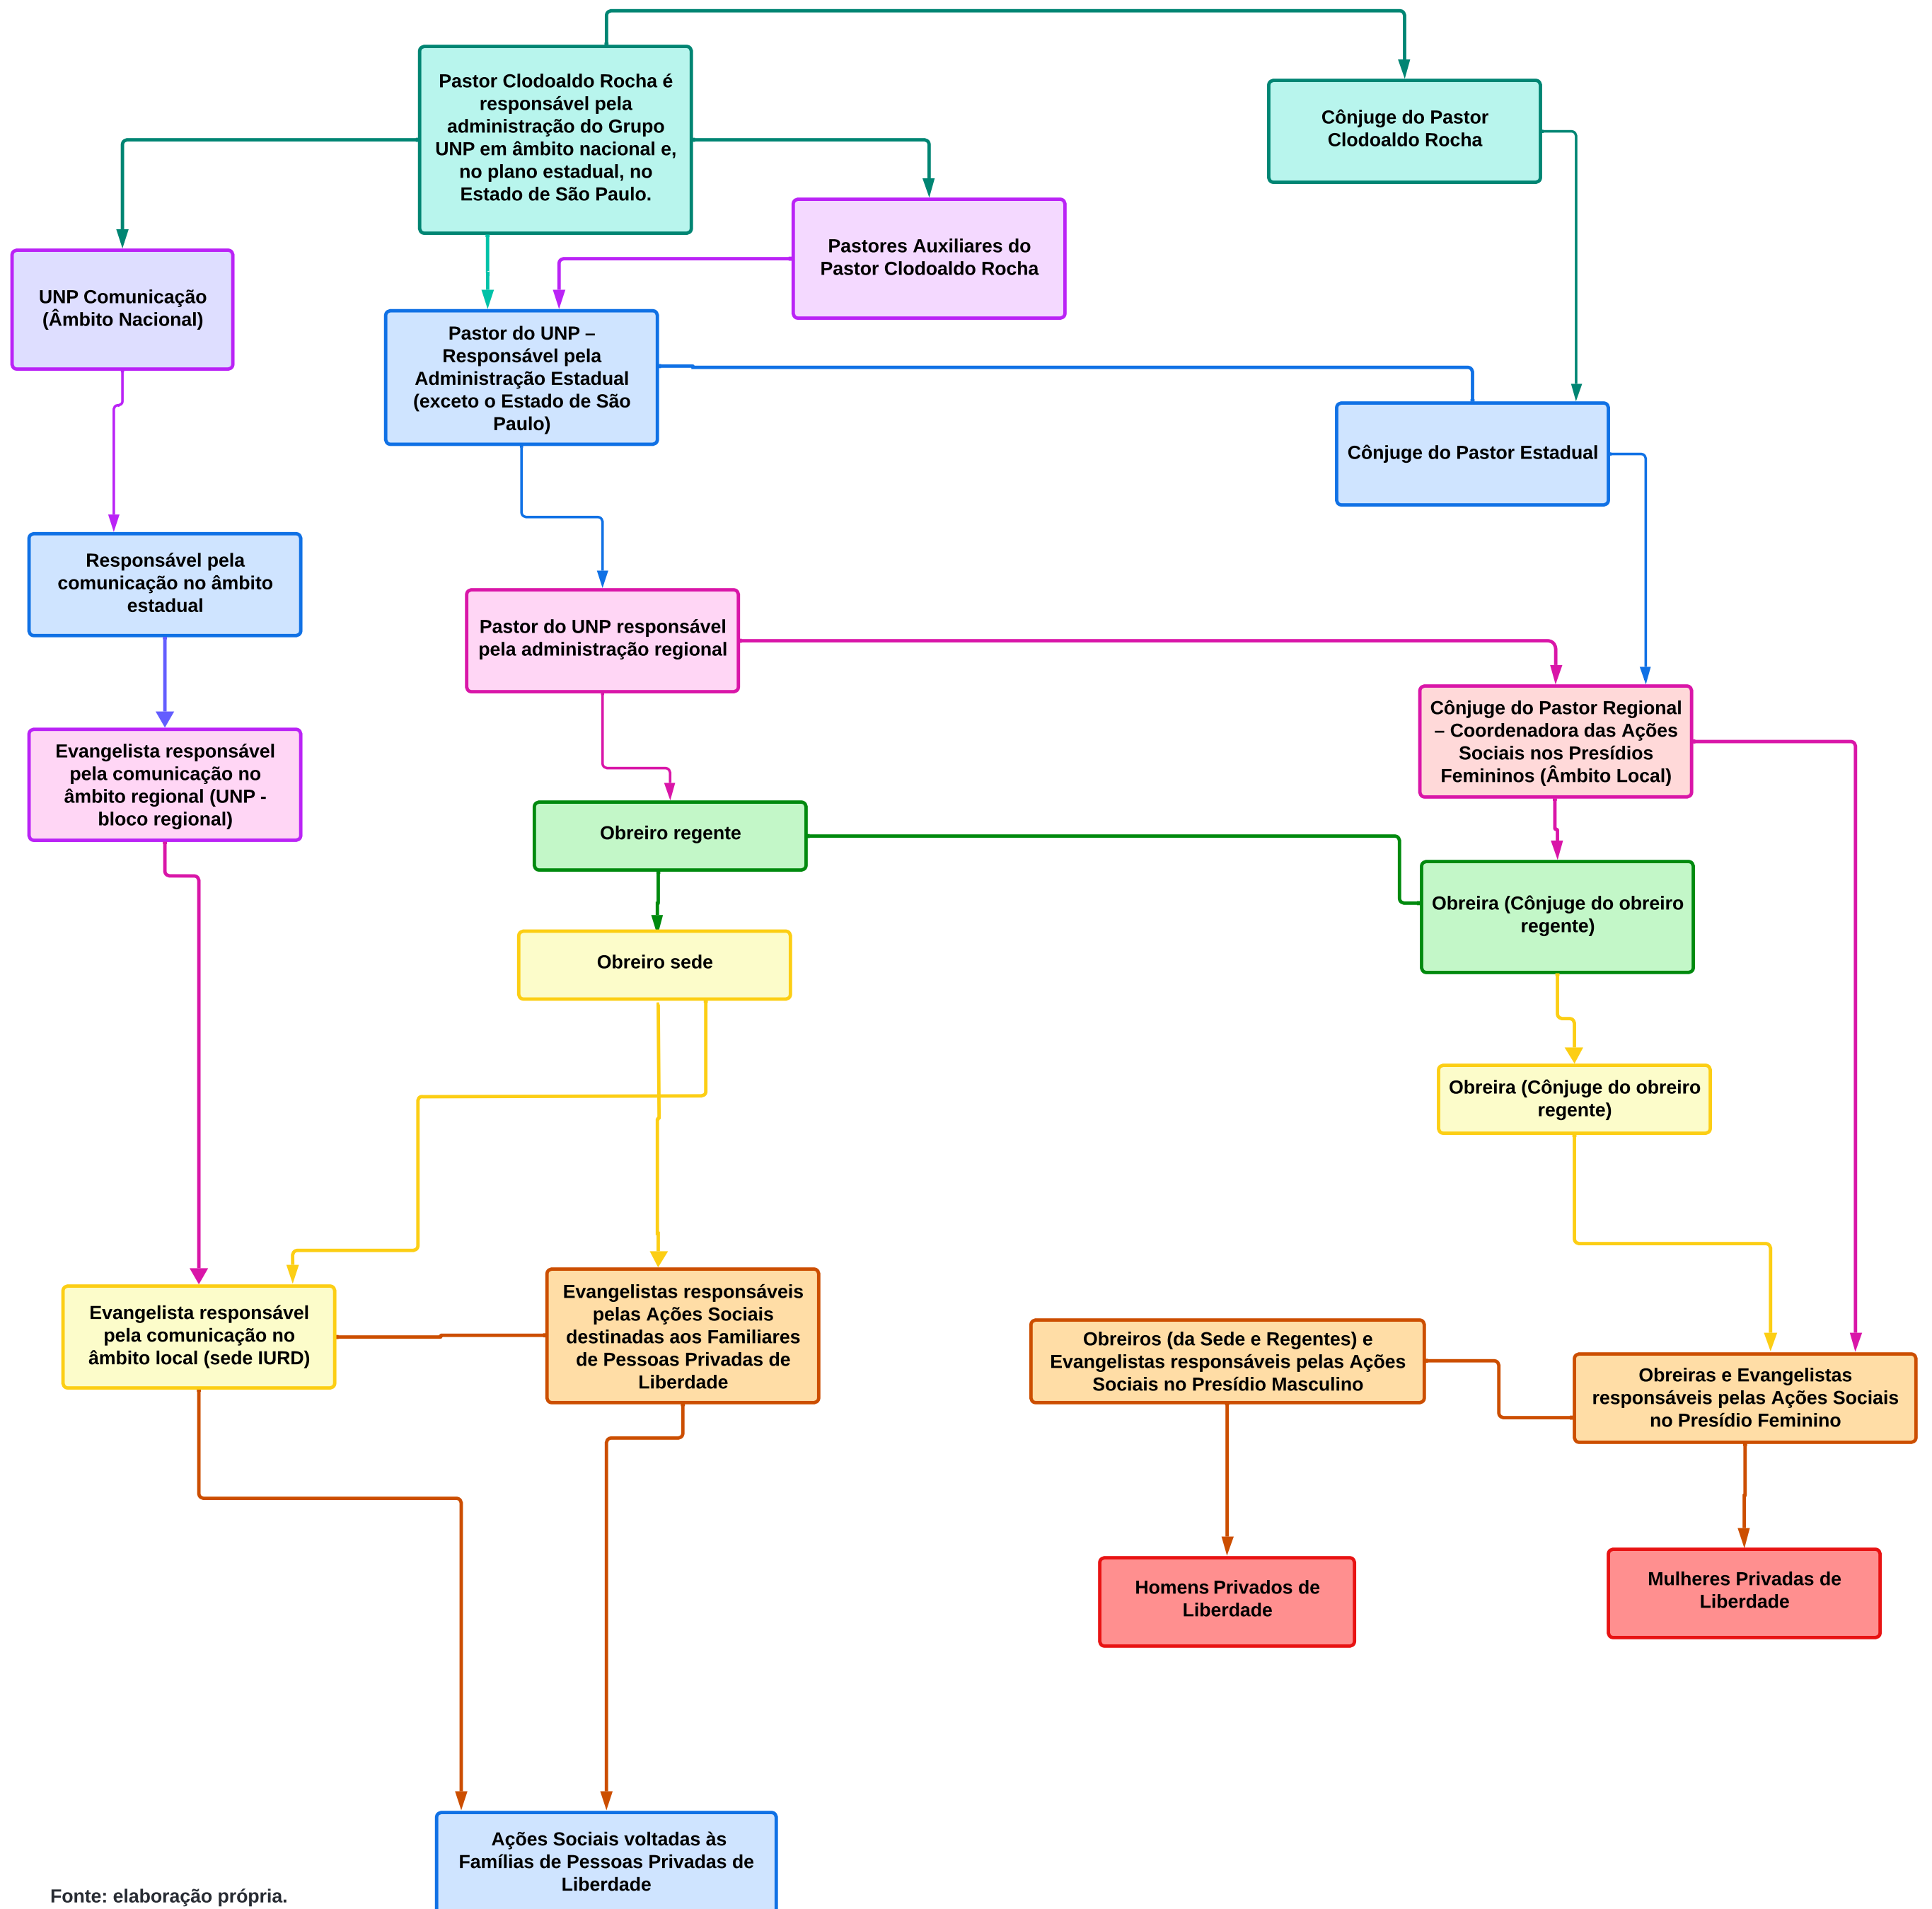 Pastor Clodoaldo Rocha é
responsável pela
administração do Grupo
UNP em âmbito nacional e,
no plano estadual, no
Estado de São Paulo.
Cônjuge do Pastor
Clodoaldo Rocha
Pastores Auxiliares do
Pastor Clodoaldo Rocha
UNP Comunicação
(Âmbito Nacional)
Pastor do UNP –
Responsável pela
Administração Estadual
(exceto o Estado de São
Paulo)
Cônjuge do Pastor Estadual
Responsável pela
comunicação no âmbito
estadual
Pastor do UNP responsável
pela administração regional
Cônjuge do Pastor Regional
– Coordenadora das Ações
Sociais nos Presídios
Femininos (Âmbito Local)
Evangelista responsável
pela comunicação no
âmbito regional (UNP -
bloco regional)
Obreiro regente
Obreira (Cônjuge do obreiro
regente)
Obreiro sede
Obreira (Cônjuge do obreiro
regente)
Evangelista responsável
pela comunicação no
âmbito local (sede IURD)
Evangelistas responsáveis
pelas Ações Sociais
destinadas aos Familiares
de Pessoas Privadas de
Liberdade
Obreiros (da Sede e Regentes) e
Evangelistas responsáveis pelas Ações
Sociais no Presídio Masculino
Obreiras e Evangelistas
responsáveis pelas Ações Sociais
no Presídio Feminino
Homens Privados de
Liberdade
Mulheres Privadas de
Liberdade
Ações Sociais voltadas às
Famílias de Pessoas Privadas de
Liberdade
Fonte: elaboração própria.